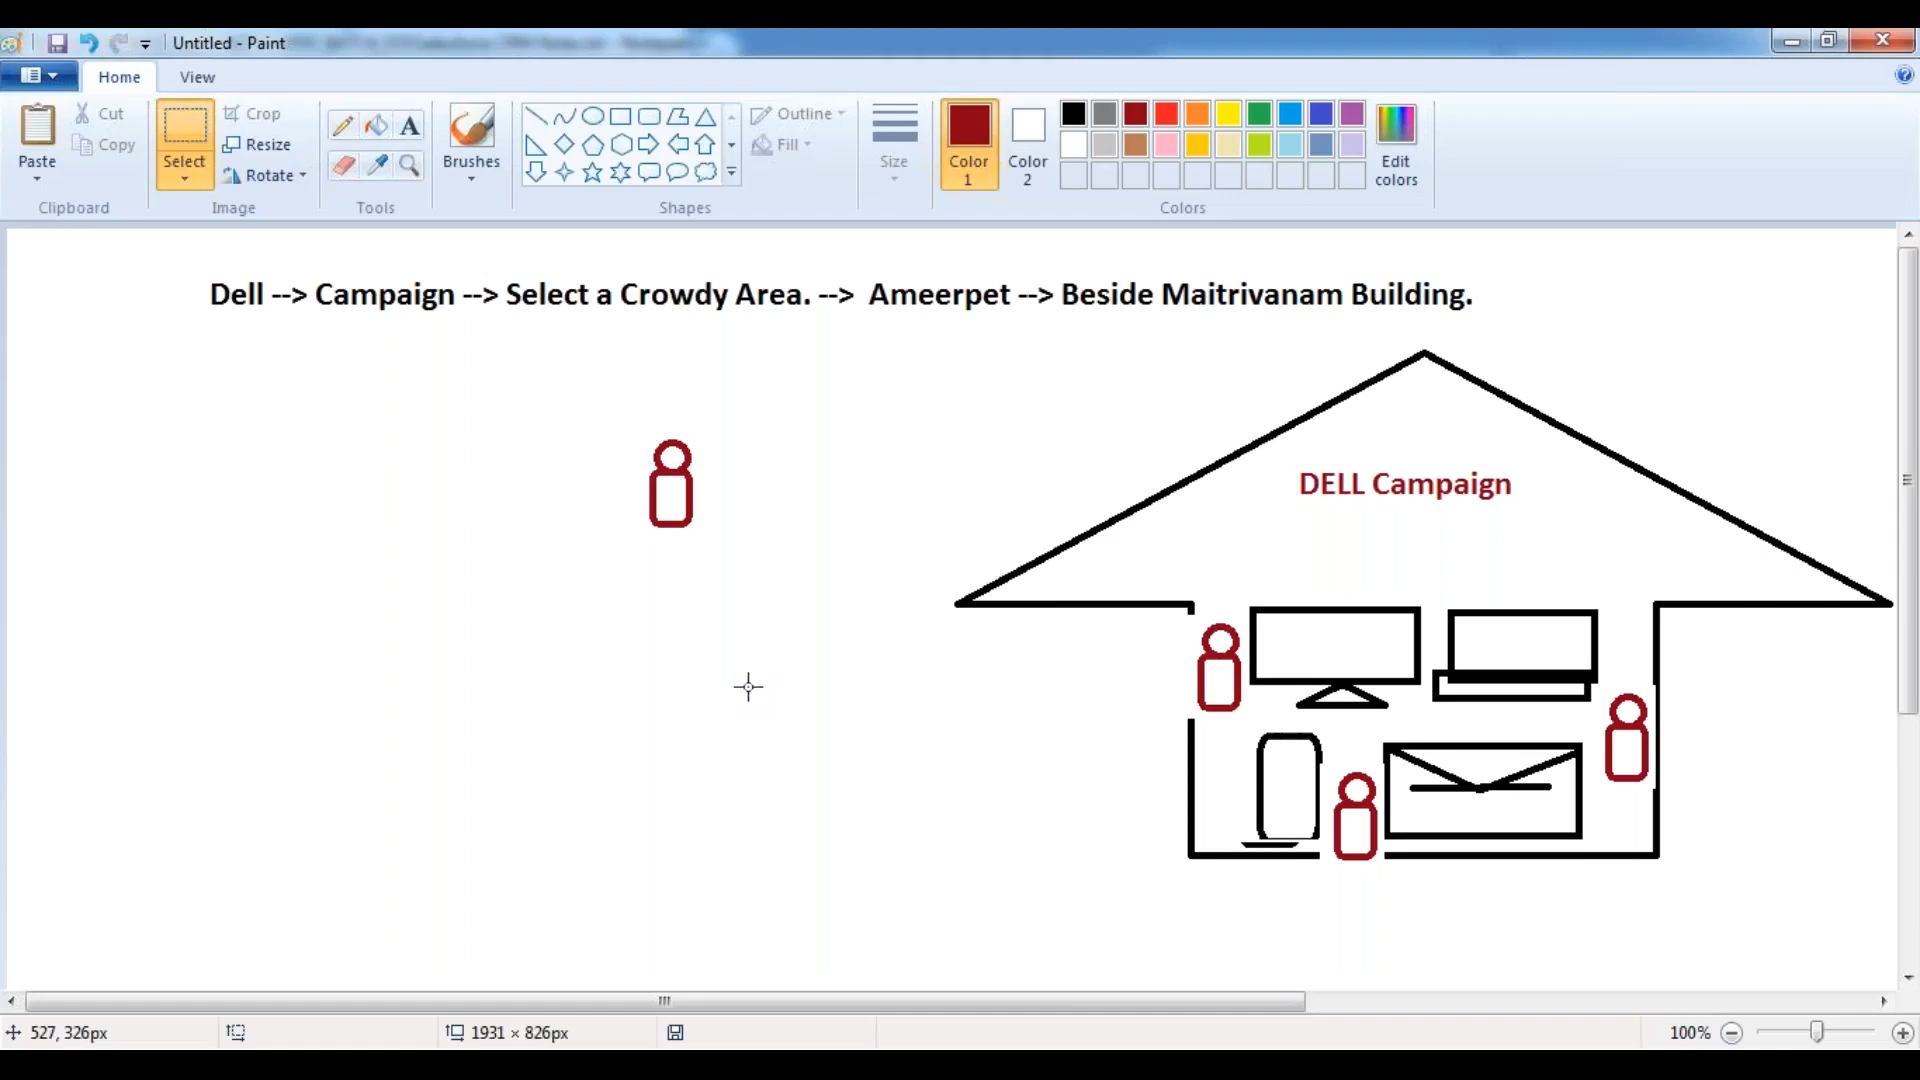 Untitled - Paint
Home View
Paste
Cut
Copy
Clipboard
Select
Crop
Resize
Rotate
Image
A
Tools
Brushes
Outline
Fill
Shapes
Size
Color 1
Color 2
Edit colors
Colors
Dell --> Campaign --> Select a Crowdy Area. --> Ameerpet --> Beside Maitrivanam Building.
DELL Campaign
527, 326px
1931 × 826px
100%